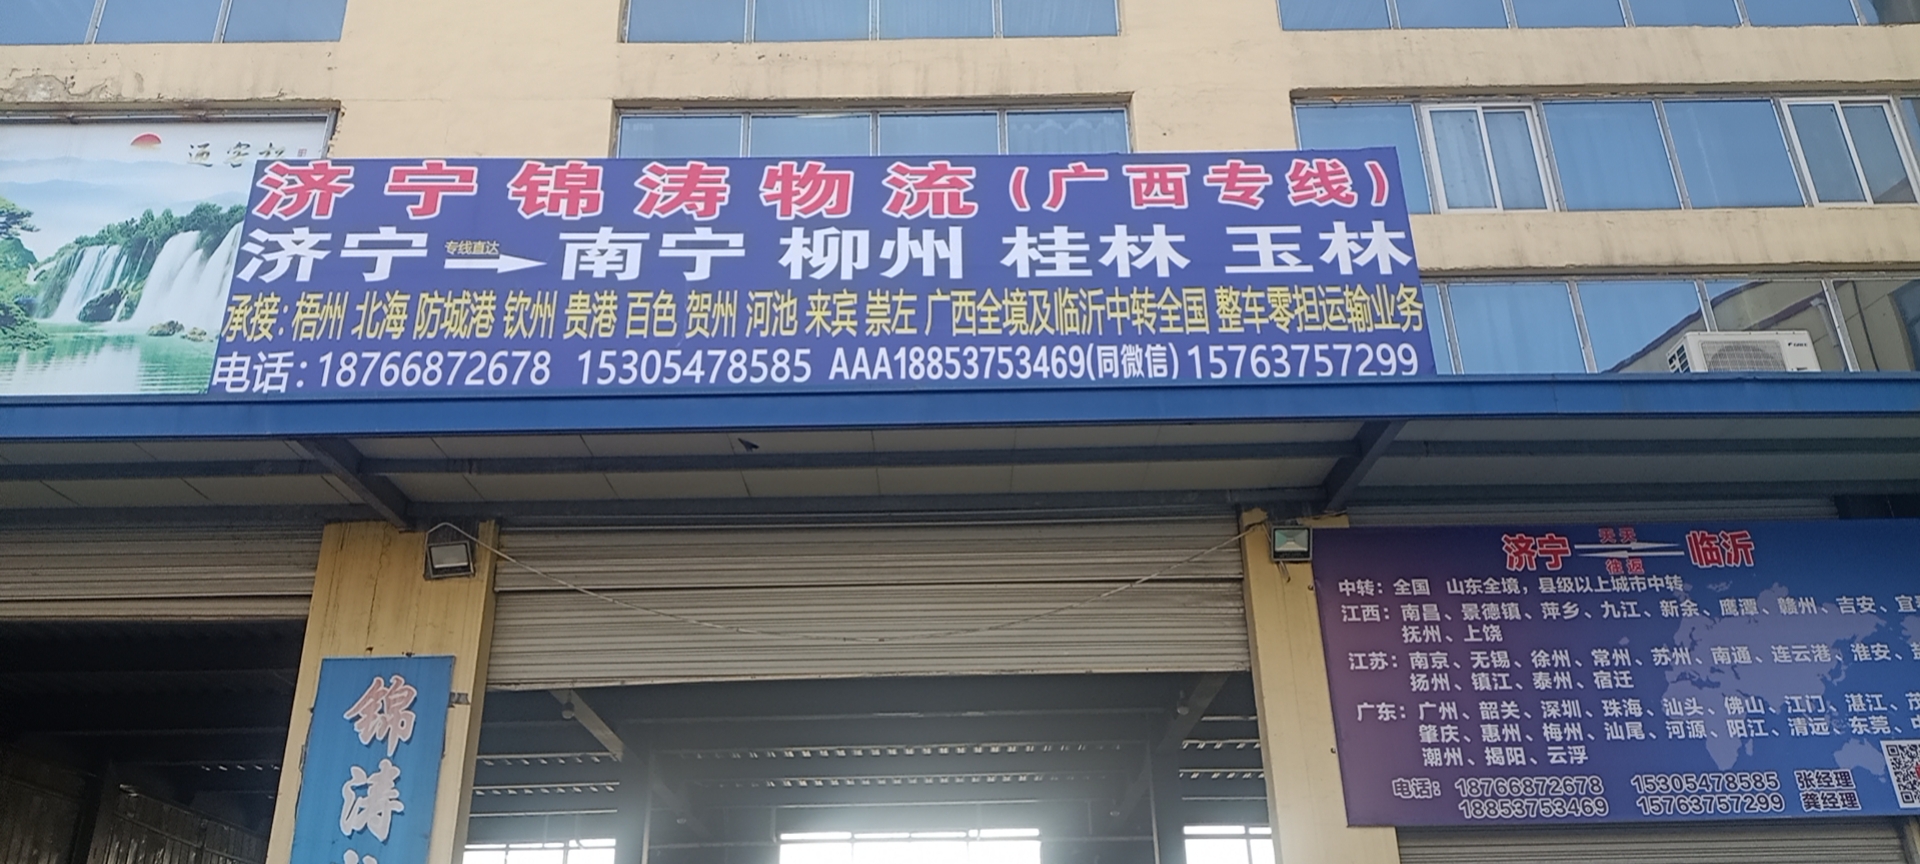 迎客松
济宁锦涛物流(广西专线)
济宁 专线直达 南宁 柳州 桂林 玉林
承接: 梧州 北海 防城港 钦州 贵港 百色 贺州 河池 来宾 崇左 广西全境及临沂中转全国 整车零担运输业务
电话: 18766872678 15305478585 AAA18853753469(同微信) 15763757299
锦涛
济宁 天天往返 临沂
中转: 全国 山东全境, 县级以上城市中转
江西: 南昌、景德镇、萍乡、九江、新余、鹰潭、赣州、吉安、宜
抚州、上饶
江苏: 南京、无锡、徐州、常州、苏州、南通、连云港、淮安、
扬州、镇江、泰州、宿迁
广东: 广州、韶关、深圳、珠海、汕头、佛山、江门、湛江、茂
肇庆、惠州、梅州、汕尾、河源、阳江、清远、东莞、
潮州、揭阳、云浮
电话: 18766872678 15305478585 张经理
18853753469 15763757299 龚经理